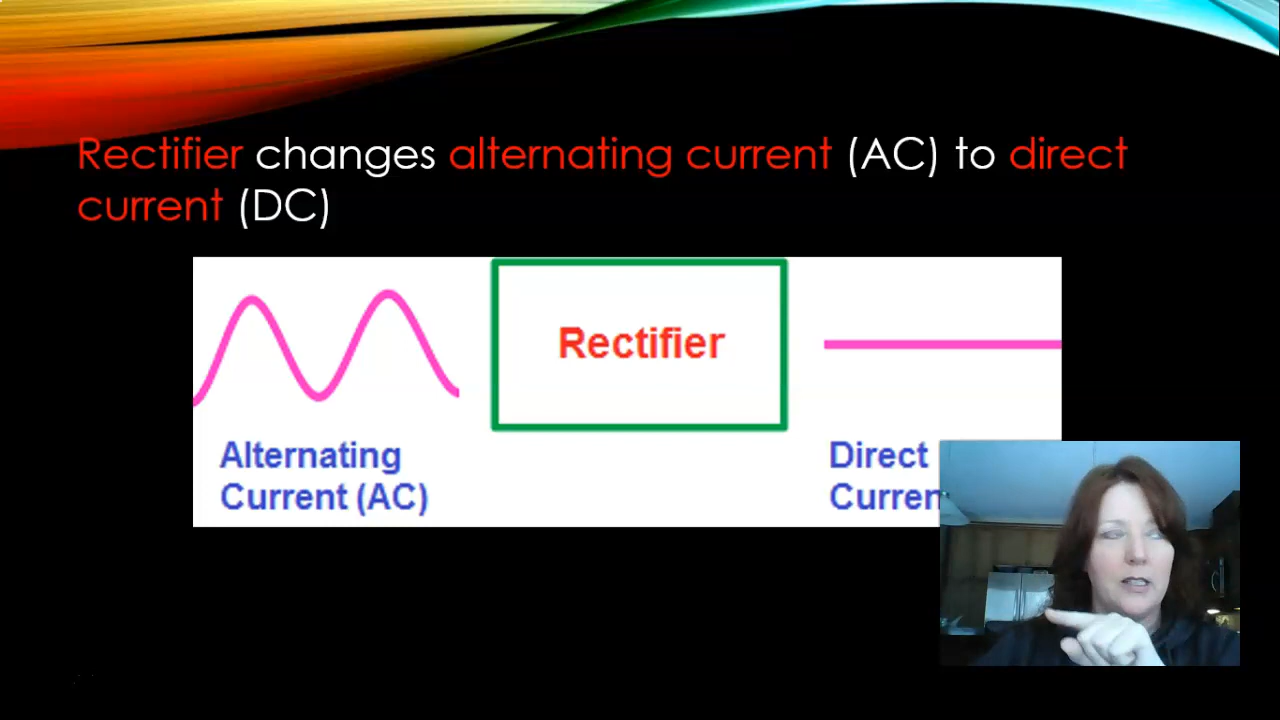 Rectifier changes alternating current (AC) to direct
current (DC)
Rectifier
Alternating
Current (AC)
Direct